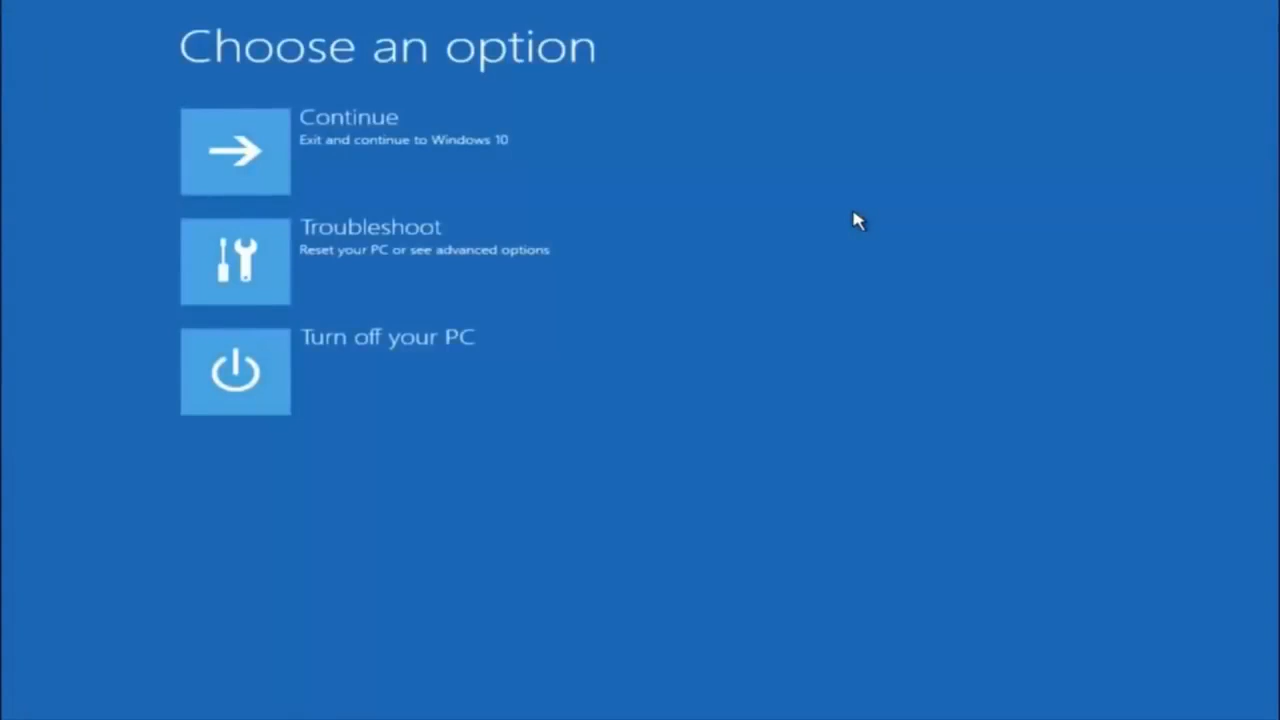 Choose an option
Continue
Exit and continue to Windows 10
Troubleshoot
Reset your PC or see advanced options
Turn off your PC